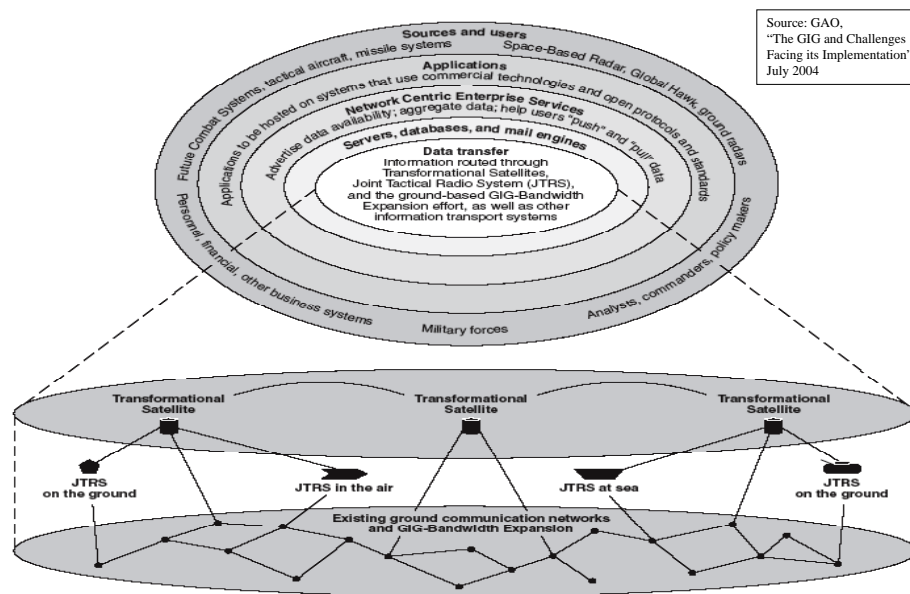 Source: GAO,
“The GIG and Challenges
Facing its Implementation”
July 2004
Sources and users
Future Combat Systems, tactical aircraft, missile systems
Space-Based Radar, Global Hawk, ground radars
Applications
Applications to be hosted on systems that use commercial technologies and open protocols and standards
Network Centric Enterprise Services
Advertise data availability; aggregate data; help users "push" and "pull" data
Servers, databases, and mail engines
Data transfer
Information routed through
Transformational Satellites,
Joint Tactical Radio System (JTRS),
and the ground-based GIG-Bandwidth
Expansion effort, as well as other
information transport systems
Personnel, financial, other business systems
Military forces
Analysts, commanders, policy makers
Transformational
Satellite
Transformational
Satellite
Transformational
Satellite
JTRS
on the ground
JTRS in the air
JTRS at sea
JTRS
on the ground
Existing ground communication networks
and GIG-Bandwidth Expansion